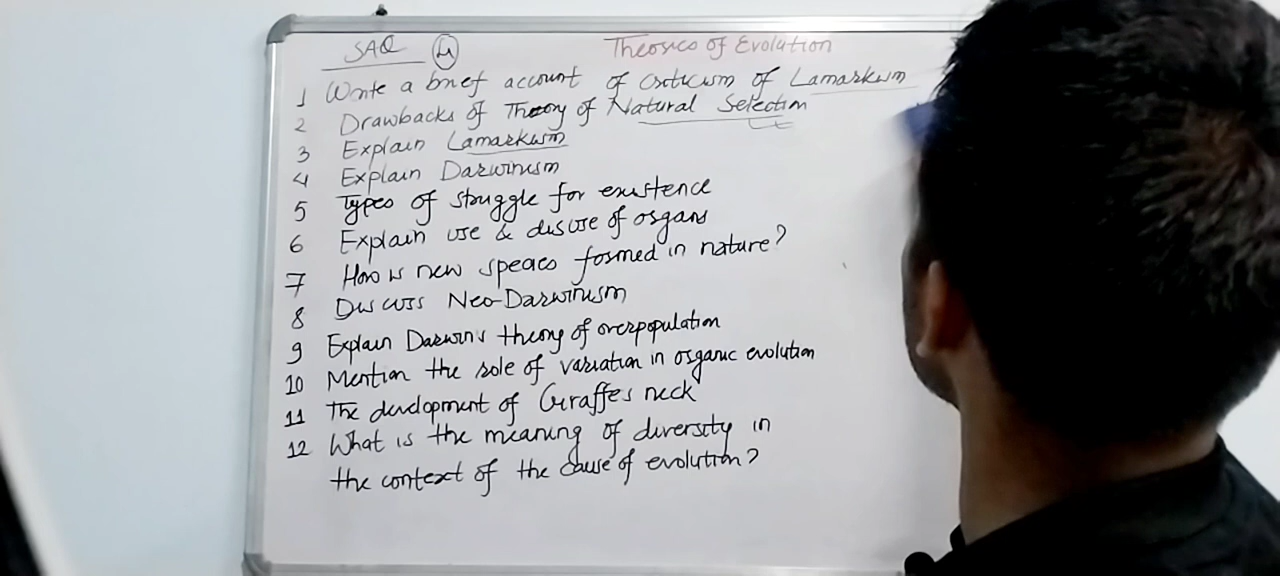 SAQ 4 Theories of Evolution
1 Write a brief account of Criticism of Lamarkism
2 Drawbacks of Theory of Natural Selection
3 Explain Lamarkism
4 Explain Darwinism
5 Types of struggle for existence
6 Explain use & disuse of organs
7 How is new species formed in nature?
8 Discuss Neo-Darwinism
9 Explain Darwin's theory of overpopulation
10 Mention the role of variation in organic evolution
11 The development of Giraffes neck
12 What is the meaning of diversity in
the context of the cause of evolution?